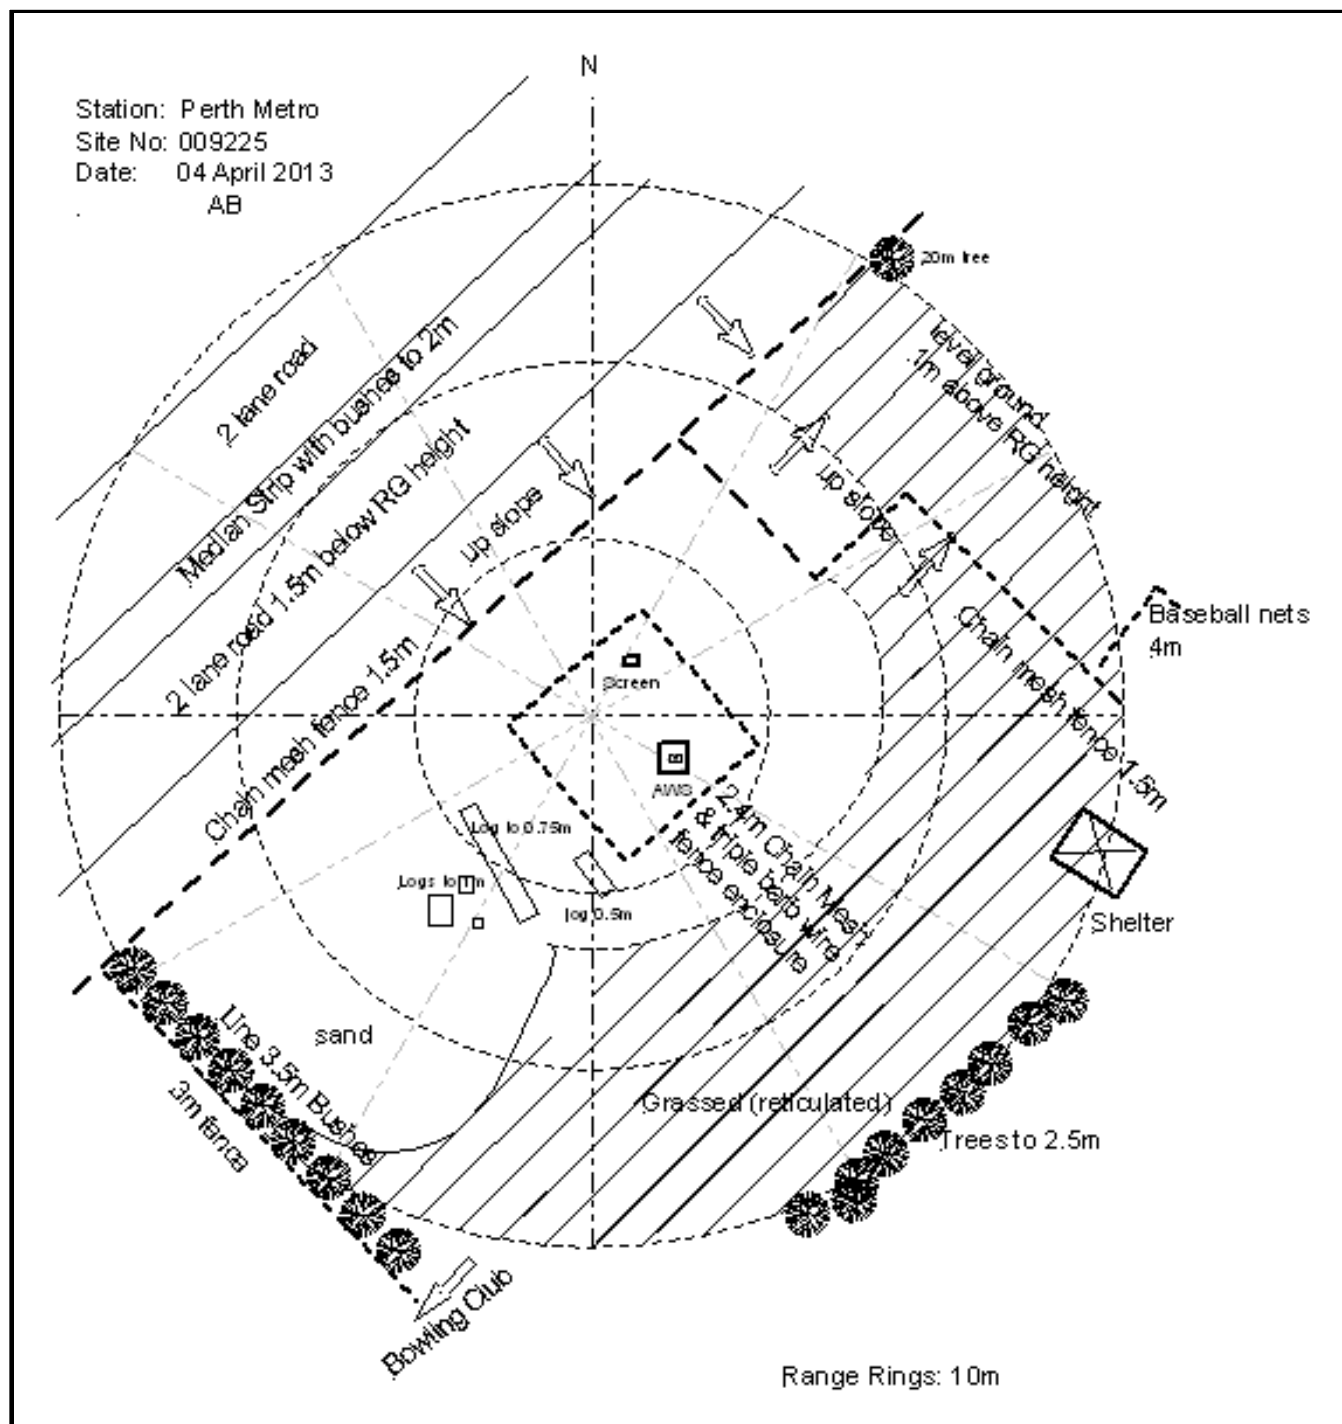 N
Station: Perth Metro
Site No: 009225
Date: 04 April 2013
AB
20m tree
2 lane road
Median Strip with bushes to 2m
level ground
1m above RG height
2 lane road 1.5m below RG height
up slope
up slope
Chain mesh fence 1.5m
Baseball nets
4m
Chain mesh fence 1.5m
Screen
AWS
2.4m Chain Mesh
& triple barb wire
fence enclosure
Log to 0.75m
Logs to 1m
log 0.5m
Shelter
sand
Line 3.5m Bushes
3m fence
Grassed (reticulated)
Trees to 2.5m
Bowling Club
Range Rings: 10m